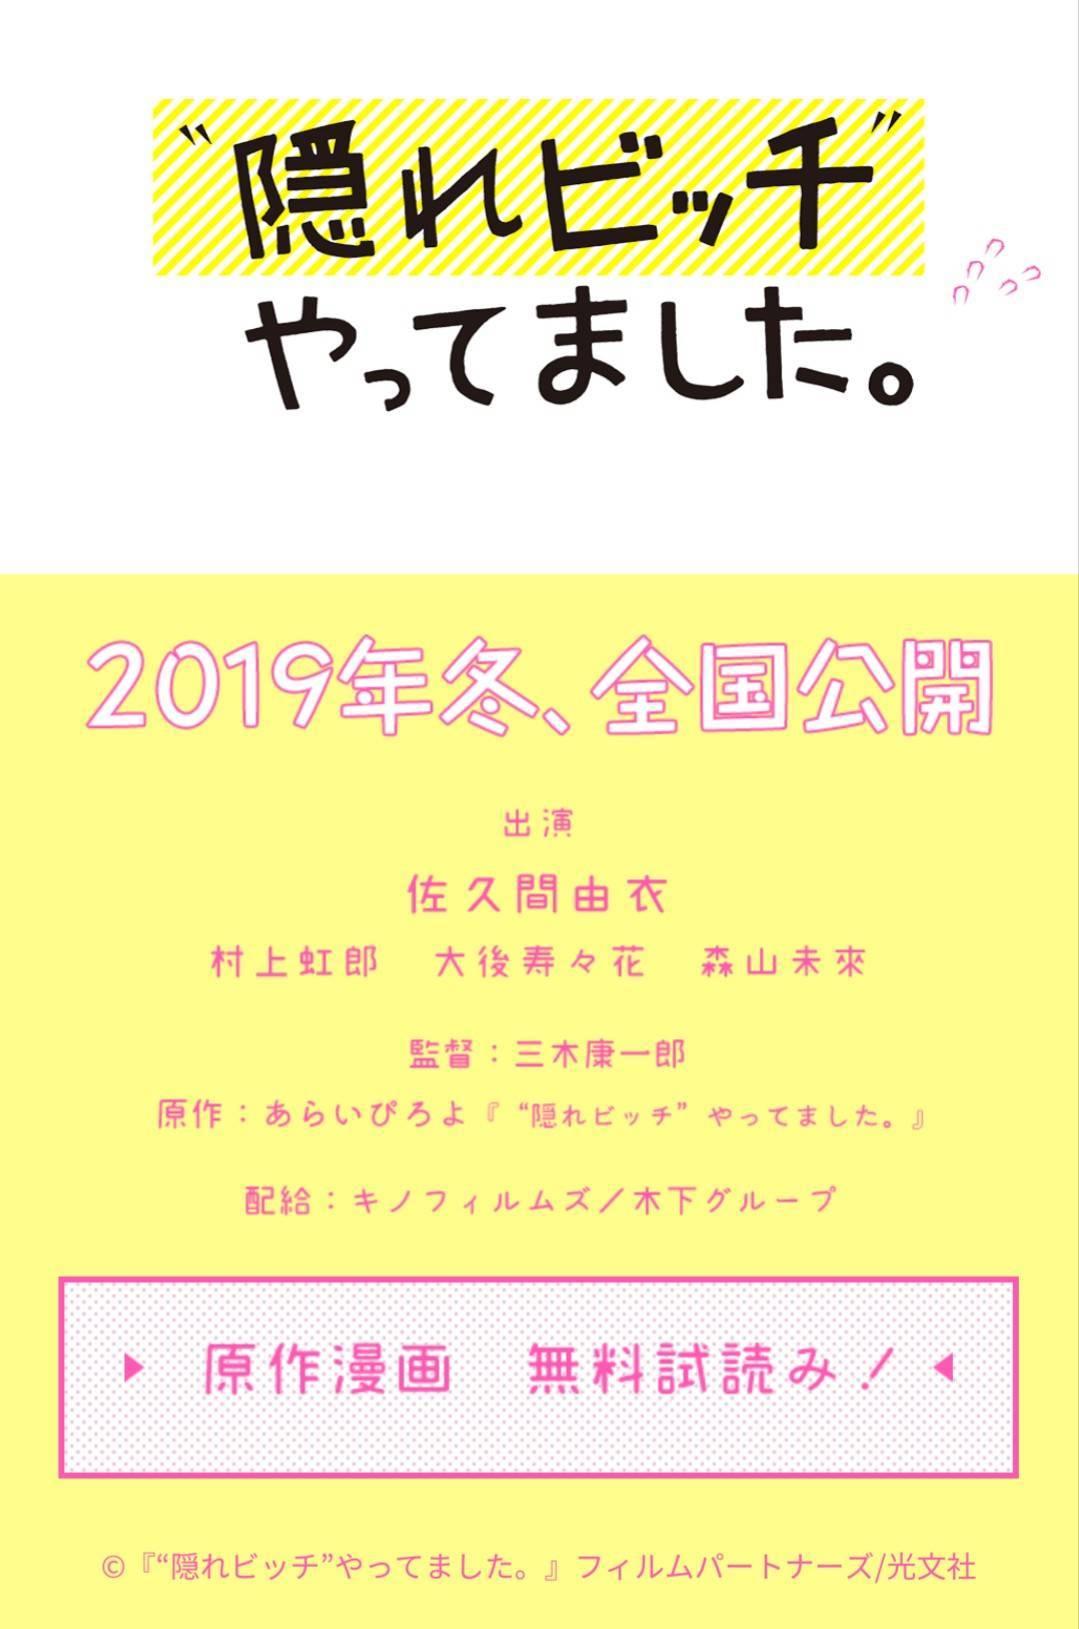 “隠れビッチ”
やってました。
2019年冬、全国公開
出演
佐久間由衣
村上虹郎　大後寿々花　森山未來
監督：三木康一郎
原作：あらいぴろよ『“隠れビッチ”やってました。』
配給：キノフィルムズ／木下グループ
▶ 原作漫画　無料試読み！ ◀
©『“隠れビッチ”やってました。』フィルムパートナーズ/光文社